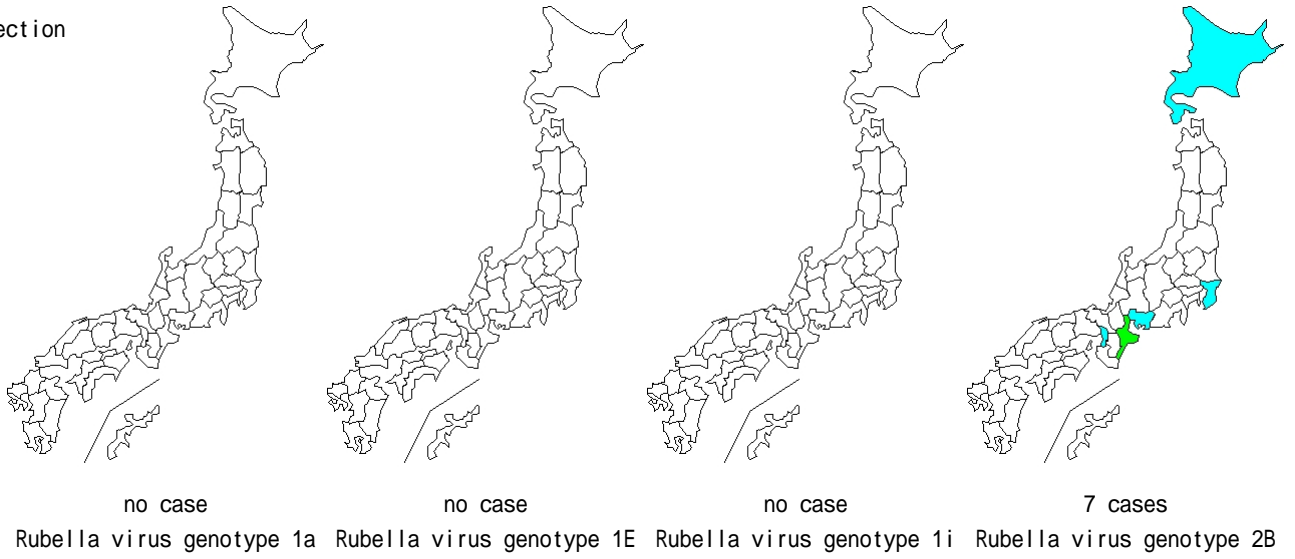 ection
no case no case no case 7 cases
Rubella virus genotype 1a Rubella virus genotype 1E Rubella virus genotype 1i Rubella virus genotype 2B